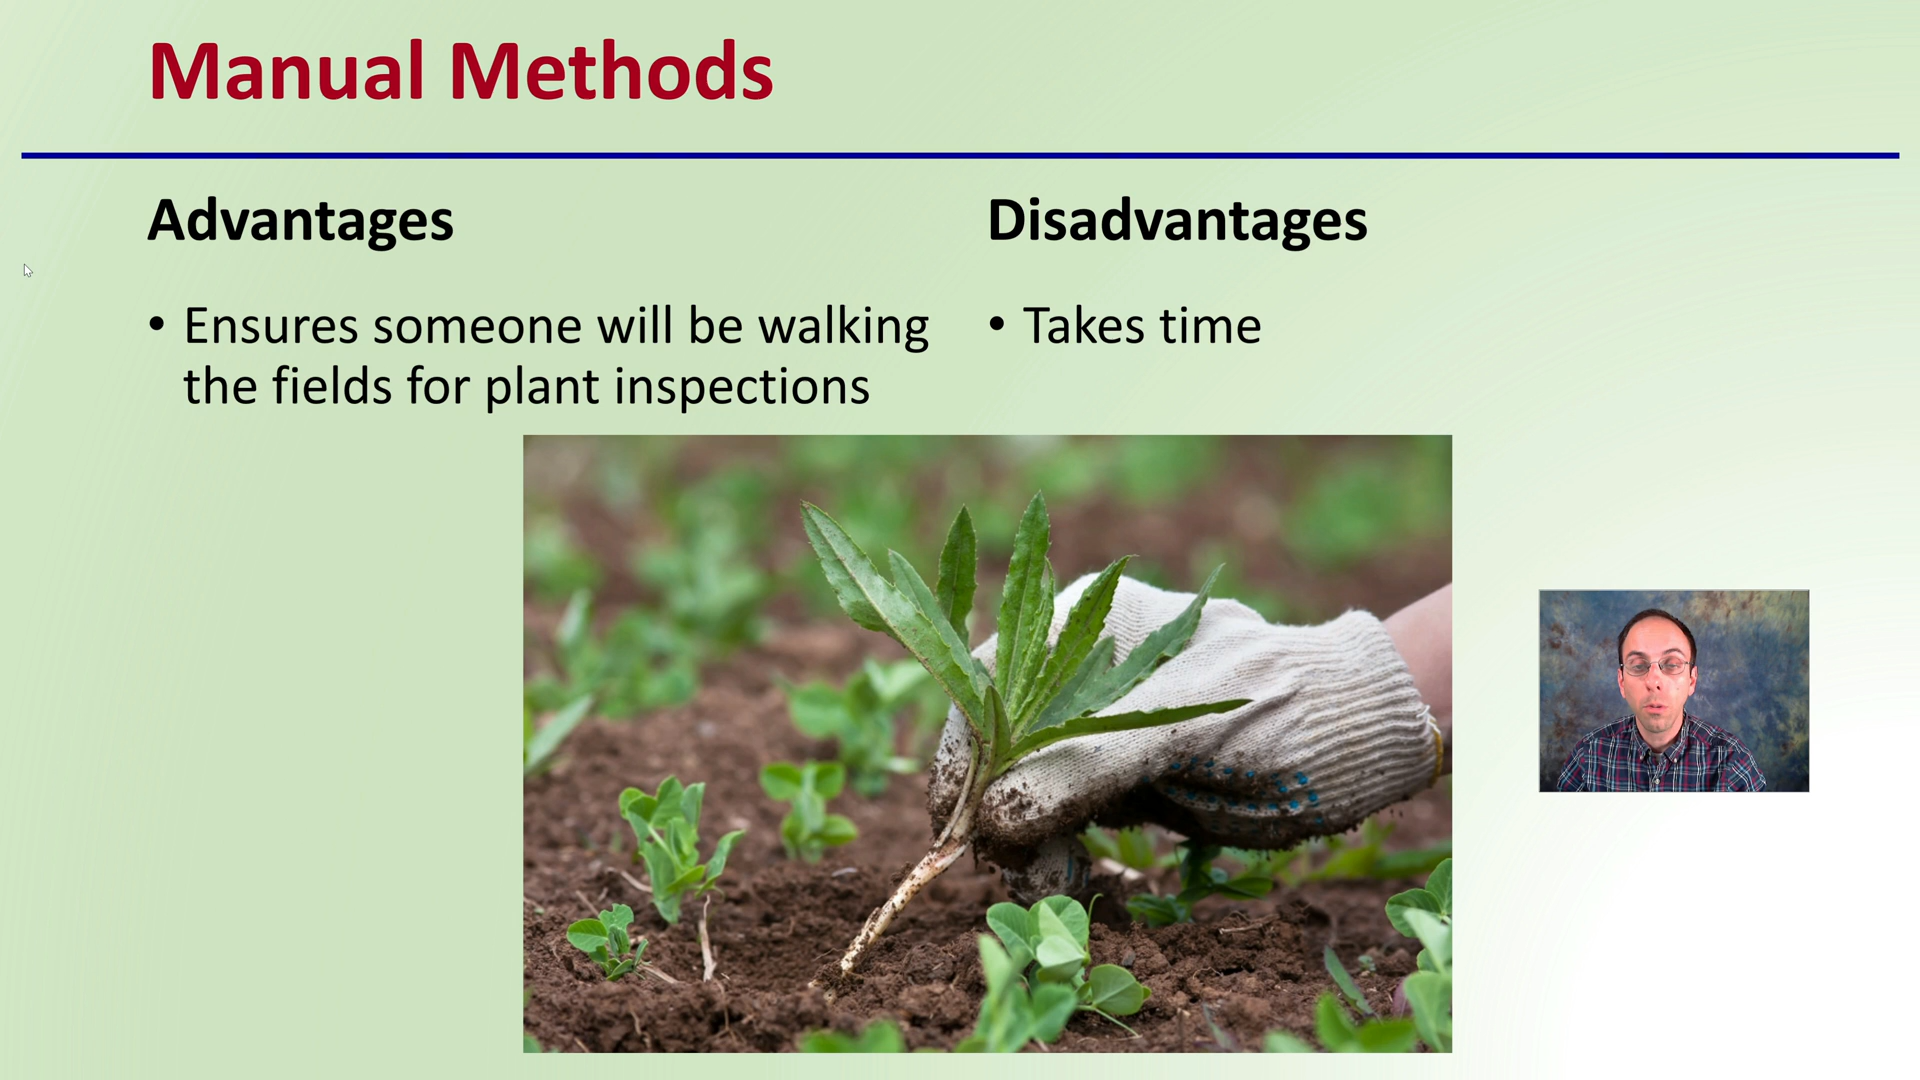 Manual Methods
Advantages
• Ensures someone will be walking
the fields for plant inspections
Disadvantages
• Takes time